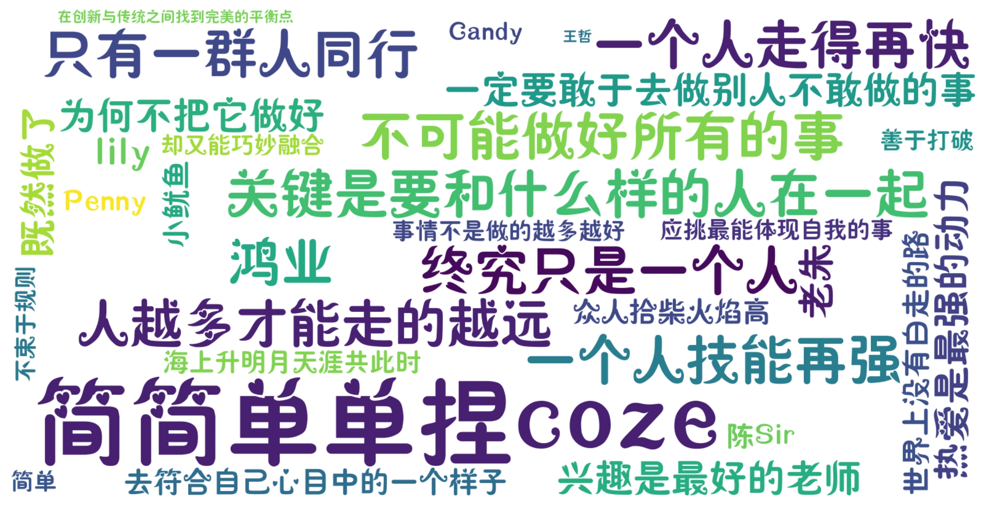 在创新与传统之间找到完美的平衡点
只有一群人同行
Candy
王哲
一个人走得再快
一定要敢于去做别人不敢做的事
为何不把它做好
不可能做好所有的事
善于打破
却又能巧妙融合
lily
既然做了
Penny
小鱿鱼
关键是要和什么样的人在一起
事情不是做的越多越好
应挑最能体现自我的事
鸿业
终究只是一个人
老朱
不束于规则
人越多才能走的越远
众人拾柴火焰高
一个人技能再强
海上升明月天涯共此时
世界上没有白走的路
热爱是最强的动力
简简单单捏coze
陈Sir
简单
去符合自己心目中的一个样子
兴趣是最好的老师